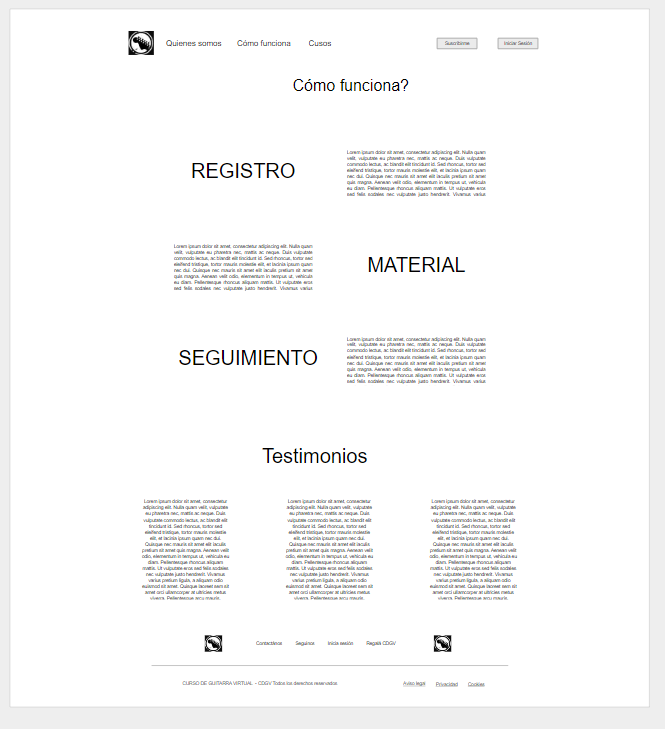 Quienes somos Cómo funciona Cusos Suscribirse Iniciar Sesión
Cómo funciona?
REGISTRO
Lorem ipsum dolor sit amet, consectetur adipiscing elit. Nulla quam
velit, vulputate eu pharetra nec, mattis ac neque. Duis vulputate
commodo lectus, ac blandit elit tincidunt id. Sed rhoncus, tortor sed
eleifend tristique, tortor mauris molestie elit, et lacinia ipsum quam
nec dui. Quisque nec mauris sit amet elit iaculis pretium sit amet
quis magna. Aenean velit odio, elementum in tempus ut, vehicula
eu diam. Pellentesque rhoncus aliquam mattis. Ut vulputate eros
sed felis sodales nec vulputate justo hendrerit. Vivamus varius
Lorem ipsum dolor sit amet, consectetur adipiscing elit. Nulla quam
velit, vulputate eu pharetra nec, mattis ac neque. Duis vulputate
commodo lectus, ac blandit elit tincidunt id. Sed rhoncus, tortor sed
eleifend tristique, tortor mauris molestie elit, et lacinia ipsum quam
nec dui. Quisque nec mauris sit amet elit iaculis pretium sit amet
quis magna. Aenean velit odio, elementum in tempus ut, vehicula
eu diam. Pellentesque rhoncus aliquam mattis. Ut vulputate eros
sed felis sodales nec vulputate justo hendrerit. Vivamus varius
MATERIAL
SEGUIMIENTO
Lorem ipsum dolor sit amet, consectetur adipiscing elit. Nulla quam
velit, vulputate eu pharetra nec, mattis ac neque. Duis vulputate
commodo lectus, ac blandit elit tincidunt id. Sed rhoncus, tortor sed
eleifend tristique, tortor mauris molestie elit, et lacinia ipsum quam
nec dui. Quisque nec mauris sit amet elit iaculis pretium sit amet
quis magna. Aenean velit odio, elementum in tempus ut, vehicula
eu diam. Pellentesque rhoncus aliquam mattis. Ut vulputate eros
sed felis sodales nec vulputate justo hendrerit. Vivamus varius
Testimonios
Lorem ipsum dolor sit amet, consectetur
adipiscing elit. Nulla quam velit, vulputate
eu pharetra nec, mattis ac neque. Duis
vulputate commodo lectus, ac blandit elit
tincidunt id. Sed rhoncus, tortor sed
eleifend tristique, tortor mauris molestie
elit, et lacinia ipsum quam nec dui.
Quisque nec mauris sit amet elit iaculis
pretium sit amet quis magna. Aenean velit
odio, elementum in tempus ut, vehicula eu
diam. Pellentesque rhoncus aliquam
mattis. Ut vulputate eros sed felis sodales
nec vulputate justo hendrerit. Vivamus
varius pretium ligula, a aliquam odio
euismod sit amet. Quisque laoreet sem sit
amet orci ullamcorper at ultricies metus
viverra. Pellentesque arcu mauris,
Lorem ipsum dolor sit amet, consectetur
adipiscing elit. Nulla quam velit, vulputate
eu pharetra nec, mattis ac neque. Duis
vulputate commodo lectus, ac blandit elit
tincidunt id. Sed rhoncus, tortor sed
eleifend tristique, tortor mauris molestie
elit, et lacinia ipsum quam nec dui.
Quisque nec mauris sit amet elit iaculis
pretium sit amet quis magna. Aenean velit
odio, elementum in tempus ut, vehicula eu
diam. Pellentesque rhoncus aliquam
mattis. Ut vulputate eros sed felis sodales
nec vulputate justo hendrerit. Vivamus
varius pretium ligula, a aliquam odio
euismod sit amet. Quisque laoreet sem sit
amet orci ullamcorper at ultricies metus
viverra. Pellentesque arcu mauris,
Lorem ipsum dolor sit amet, consectetur
adipiscing elit. Nulla quam velit, vulputate
eu pharetra nec, mattis ac neque. Duis
vulputate commodo lectus, ac blandit elit
tincidunt id. Sed rhoncus, tortor sed
eleifend tristique, tortor mauris molestie
elit, et lacinia ipsum quam nec dui.
Quisque nec mauris sit amet elit iaculis
pretium sit amet quis magna. Aenean velit
odio, elementum in tempus ut, vehicula eu
diam. Pellentesque rhoncus aliquam
mattis. Ut vulputate eros sed felis sodales
nec vulputate justo hendrerit. Vivamus
varius pretium ligula, a aliquam odio
euismod sit amet. Quisque laoreet sem sit
amet orci ullamcorper at ultricies metus
viverra. Pellentesque arcu mauris,
Contactános Seguinos Inicia sesión Regalá CDGV
CURSO DE GUITARRA VIRTUAL – CDGV Todos los derechos reservados Aviso legal Privacidad Cookies